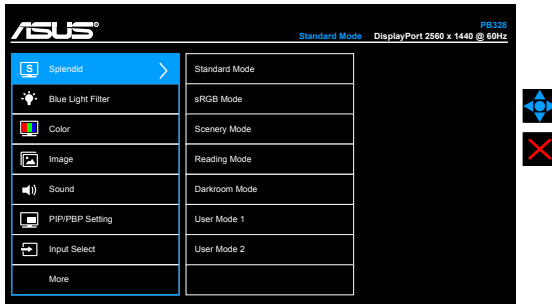 ASUS
PB328
Standard Mode DisplayPort 2560 x 1440 @ 60Hz
S Splendid
Blue Light Filter
Color
Image
Sound
PIP/PBP Setting
Input Select
More
Standard Mode
sRGB Mode
Scenery Mode
Reading Mode
Darkroom Mode
User Mode 1
User Mode 2